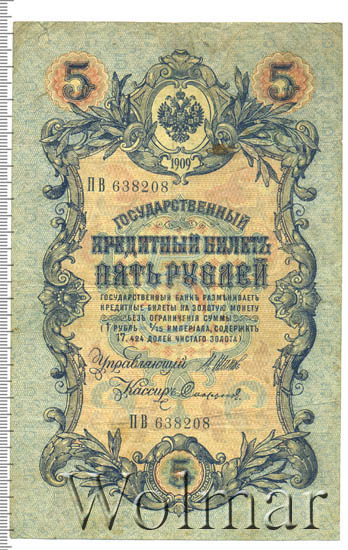 5 5
1909
ПВ 638208
ГОСУДАРСТВЕННЫЙ
КРЕДИТНЫЙ БИЛЕТЪ
ПЯТЬ РУБЛЕЙ
ГОСУДАРСТВЕННЫЙ БАНКЪ РАЗМѢНИВАЕТЪ
КРЕДИТНЫЕ БИЛЕТЫ НА ЗОЛОТУЮ МОНЕТУ
БЕЗЪ ОГРАНИЧЕНІЯ СУММЫ
(1 РУБЛЬ = 1/15 ИМПЕРІАЛА, СОДЕРЖИТЪ
17,424 ДОЛЕЙ ЧИСТАГО ЗОЛОТА)
Управляющій
Кассиръ
ПВ 638208
5
Wolmar